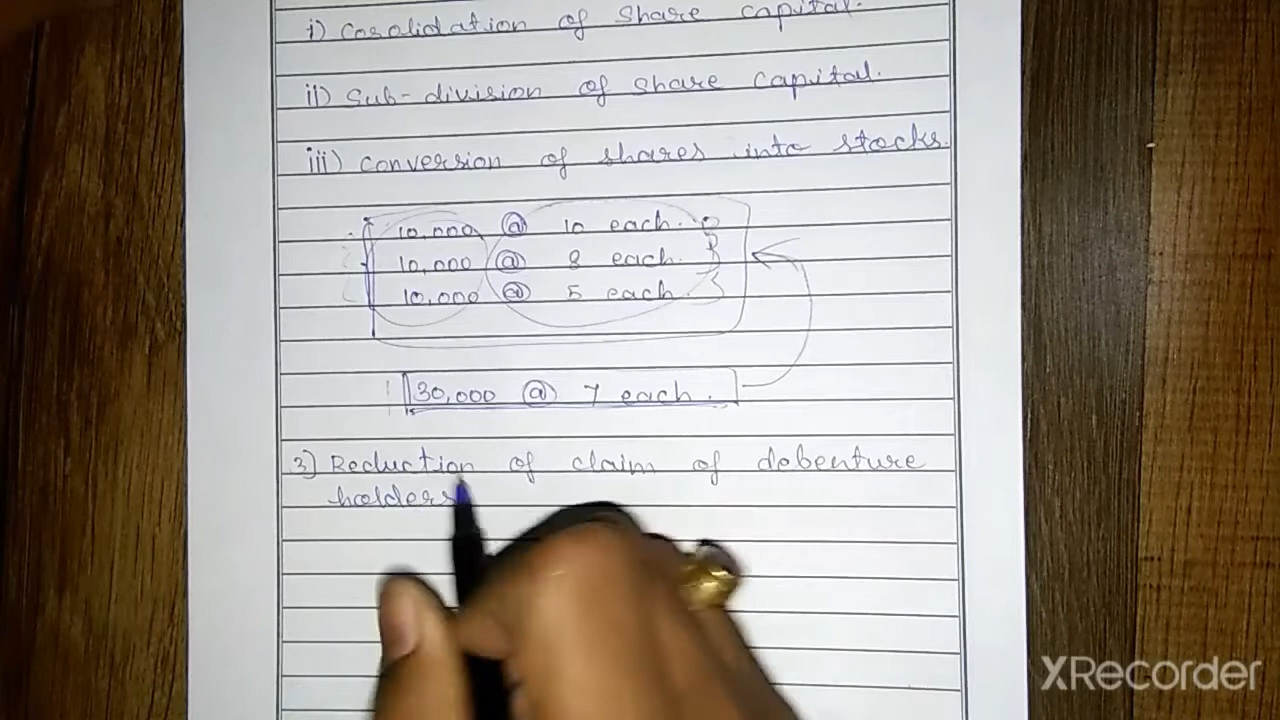 i) Cosolidation of share capital.
ii) Sub-division of share capital.
iii) conversion of shares into stocks.
10,000 @ 10 each.
10,000 @ 8 each.
10,000 @ 5 each.
30,000 @ 7 each.
3) Reduction of claim of debenture
holders
XRecorder